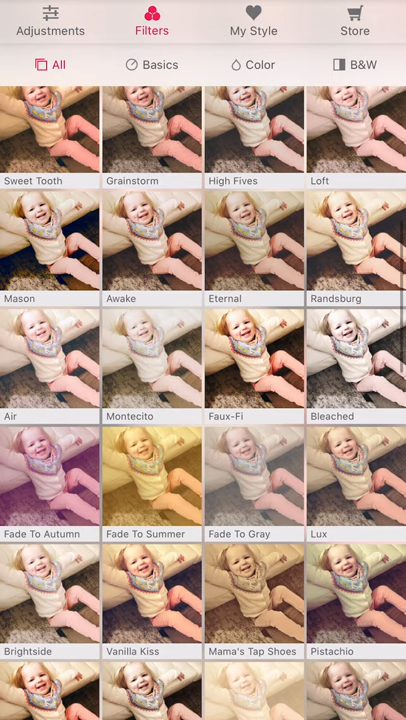 Adjustments Filters My Style Store
All Basics Color B&W
Sweet Tooth Grainstorm High Fives Loft
Mason Awake Eternal Randsburg
Air Montecito Faux-Fi Bleached
Fade To Autumn Fade To Summer Fade To Gray Lux
Brightside Vanilla Kiss Mama's Tap Shoes Pistachio